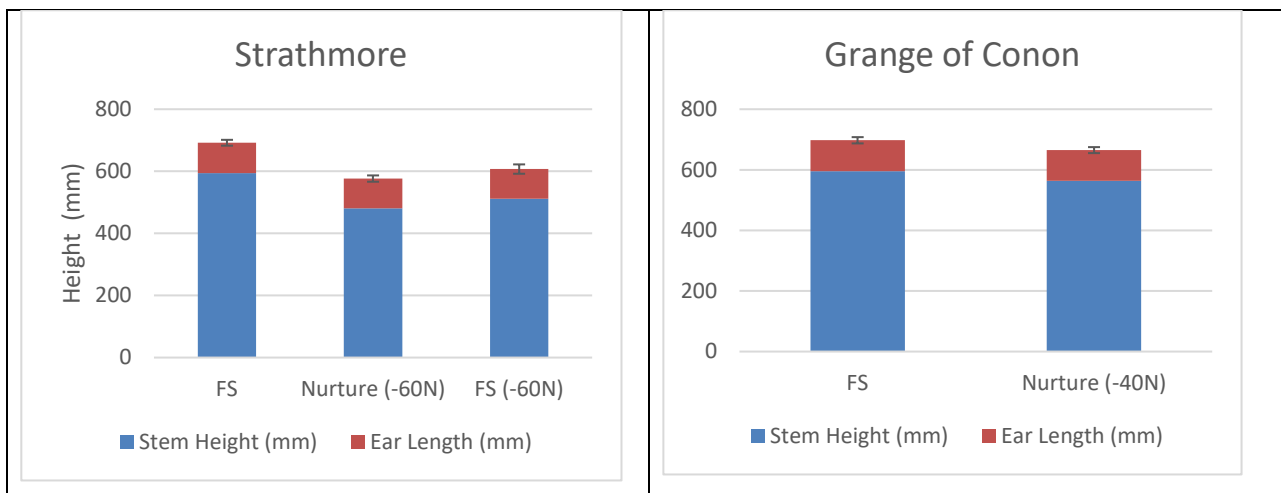 Strathmore
Height (mm)
800
600
400
200
0
FS Nurture (-60N) FS (-60N)
Stem Height (mm) Ear Length (mm)
Grange of Conon
800
600
400
200
0
FS Nurture (-40N)
Stem Height (mm) Ear Length (mm)